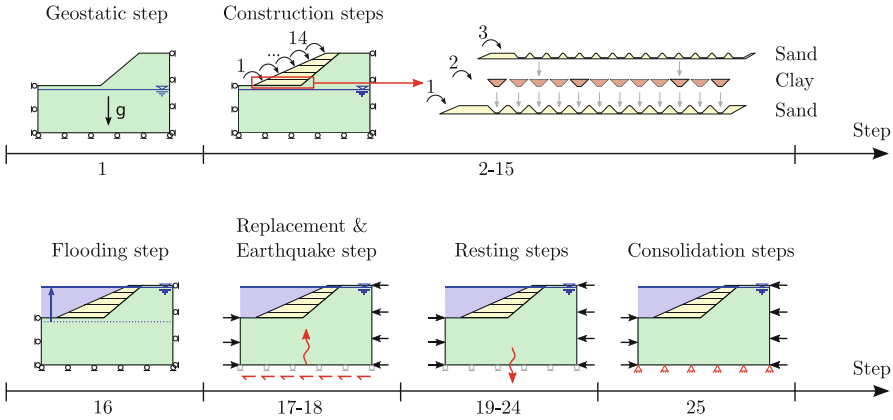 Geostatic step
Construction steps
g
1
...
14
3
Sand
2
Clay
1
Sand
Step
1
2-15
Flooding step
Replacement &
Earthquake step
Resting steps
Consolidation steps
Step
16
17-18
19-24
25